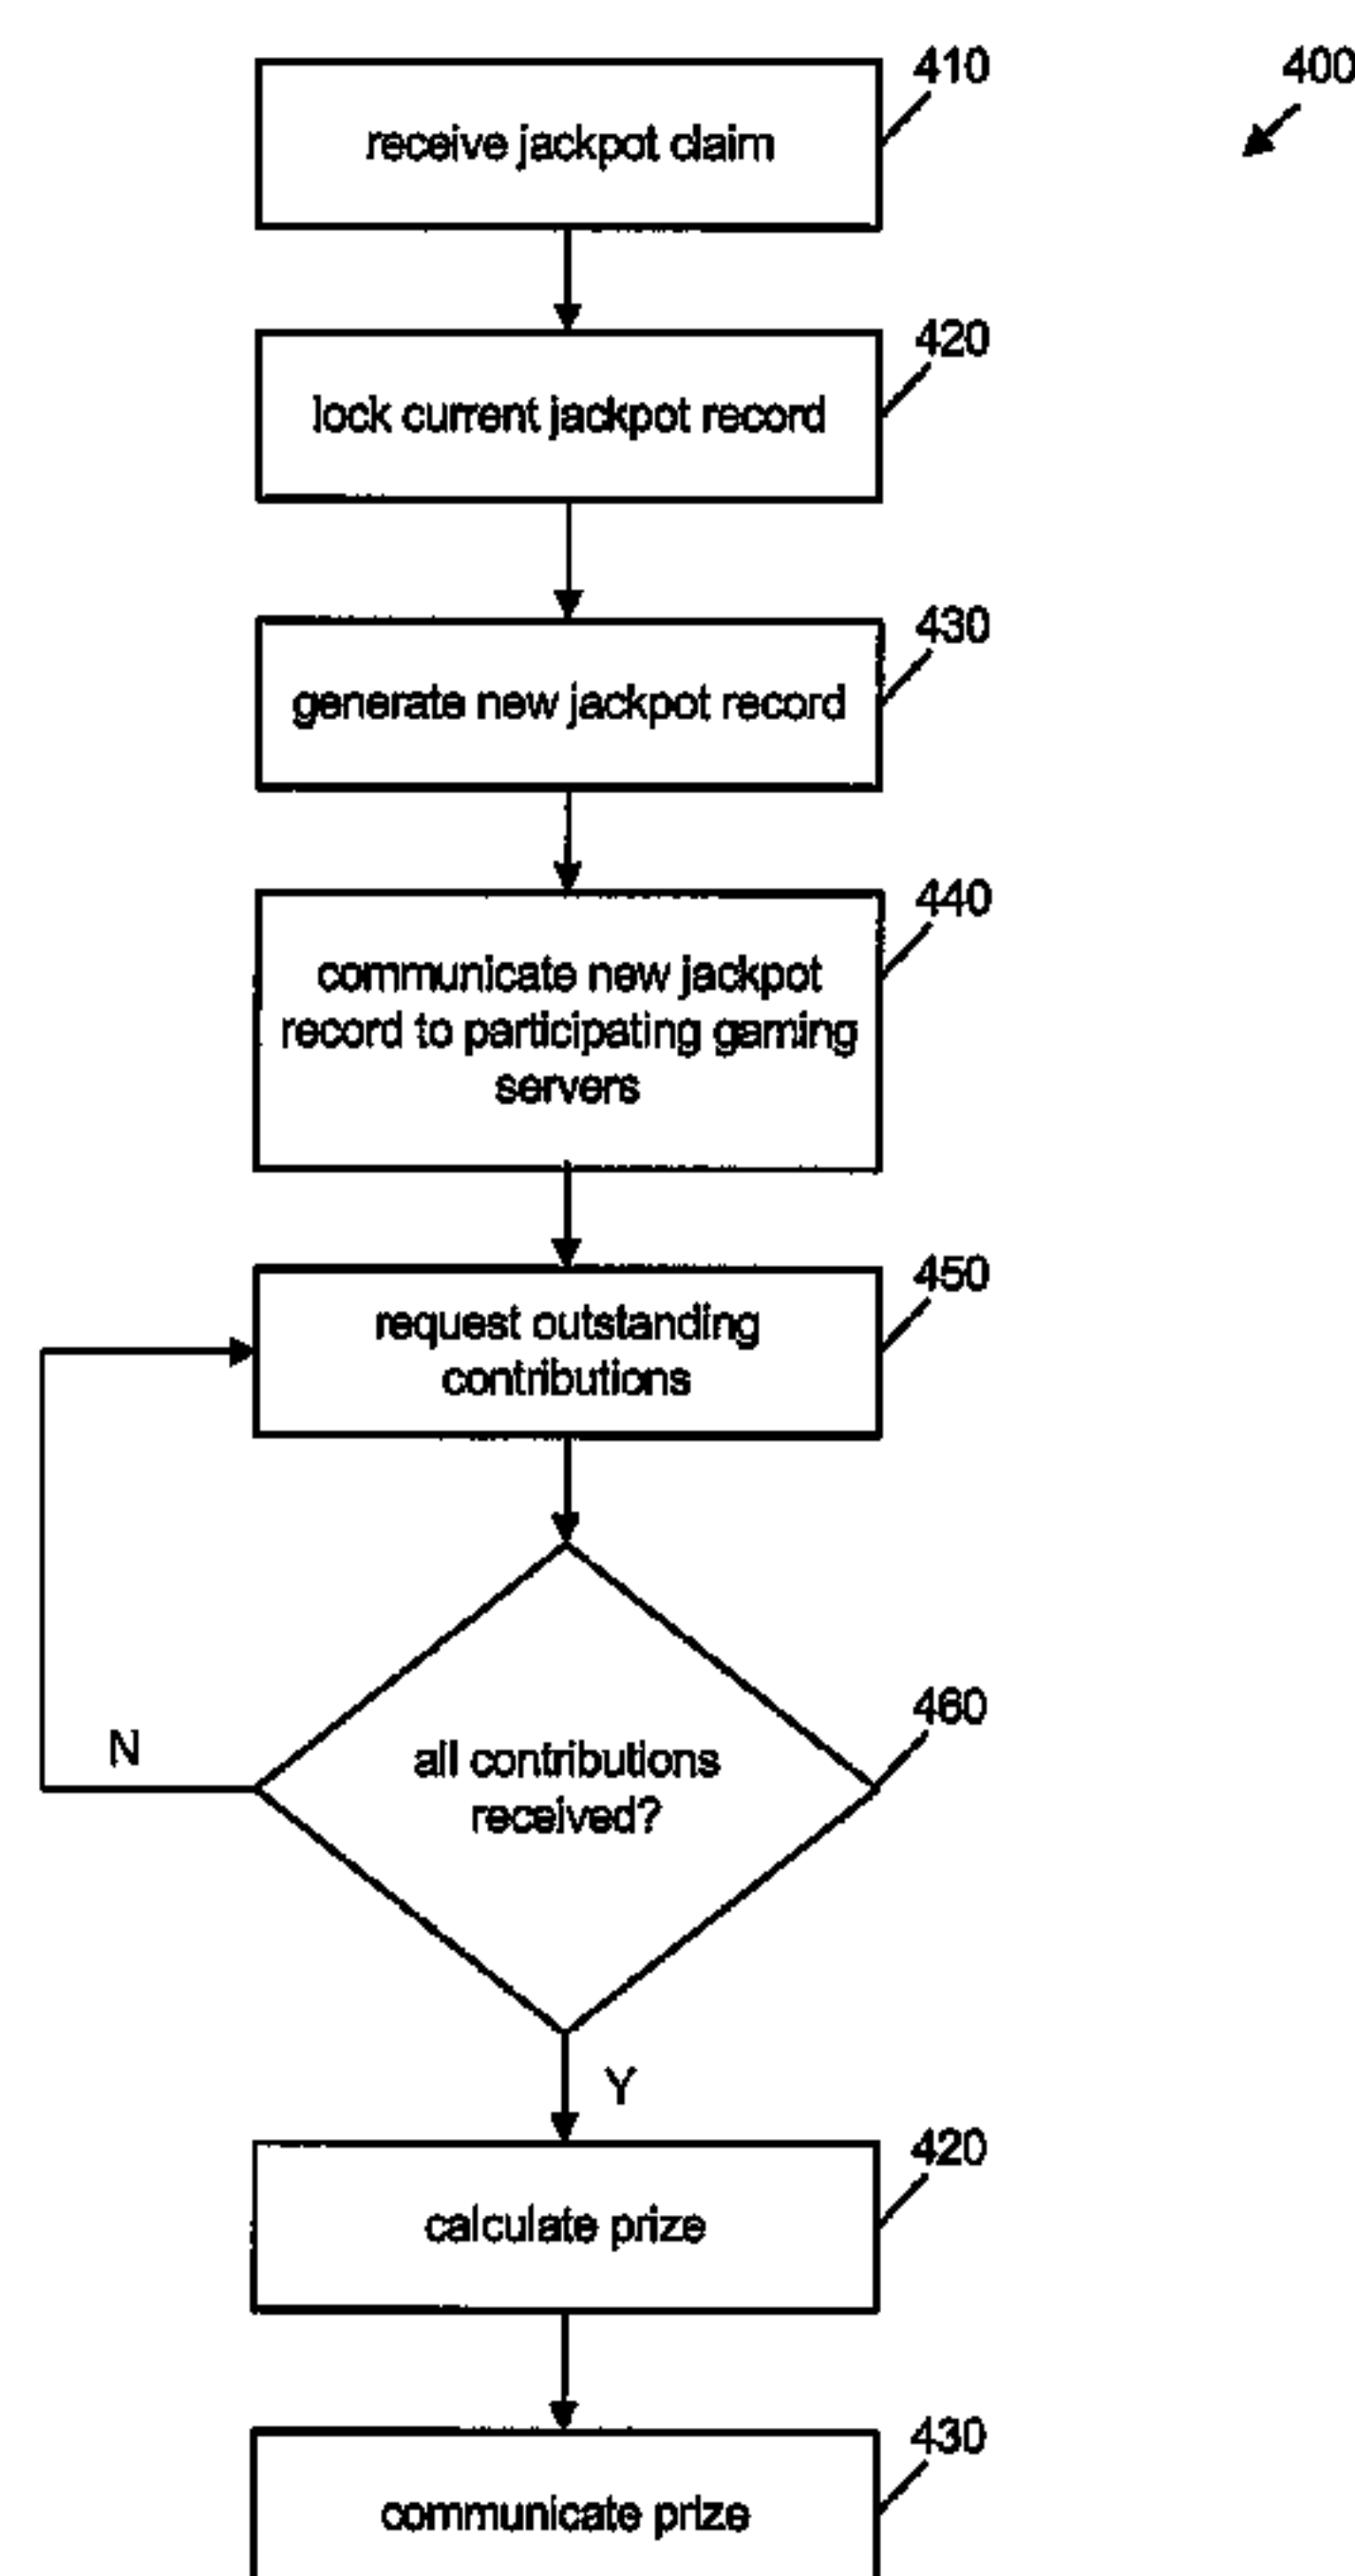 410
400
receive jackpot claim
420
lock current jackpot record
430
generate new jackpot record
440
communicate new jackpot
record to participating gaming
servers
450
request outstanding
contributions
460
N
all contributions
received?
Y
420
calculate prize
430
communicate prize